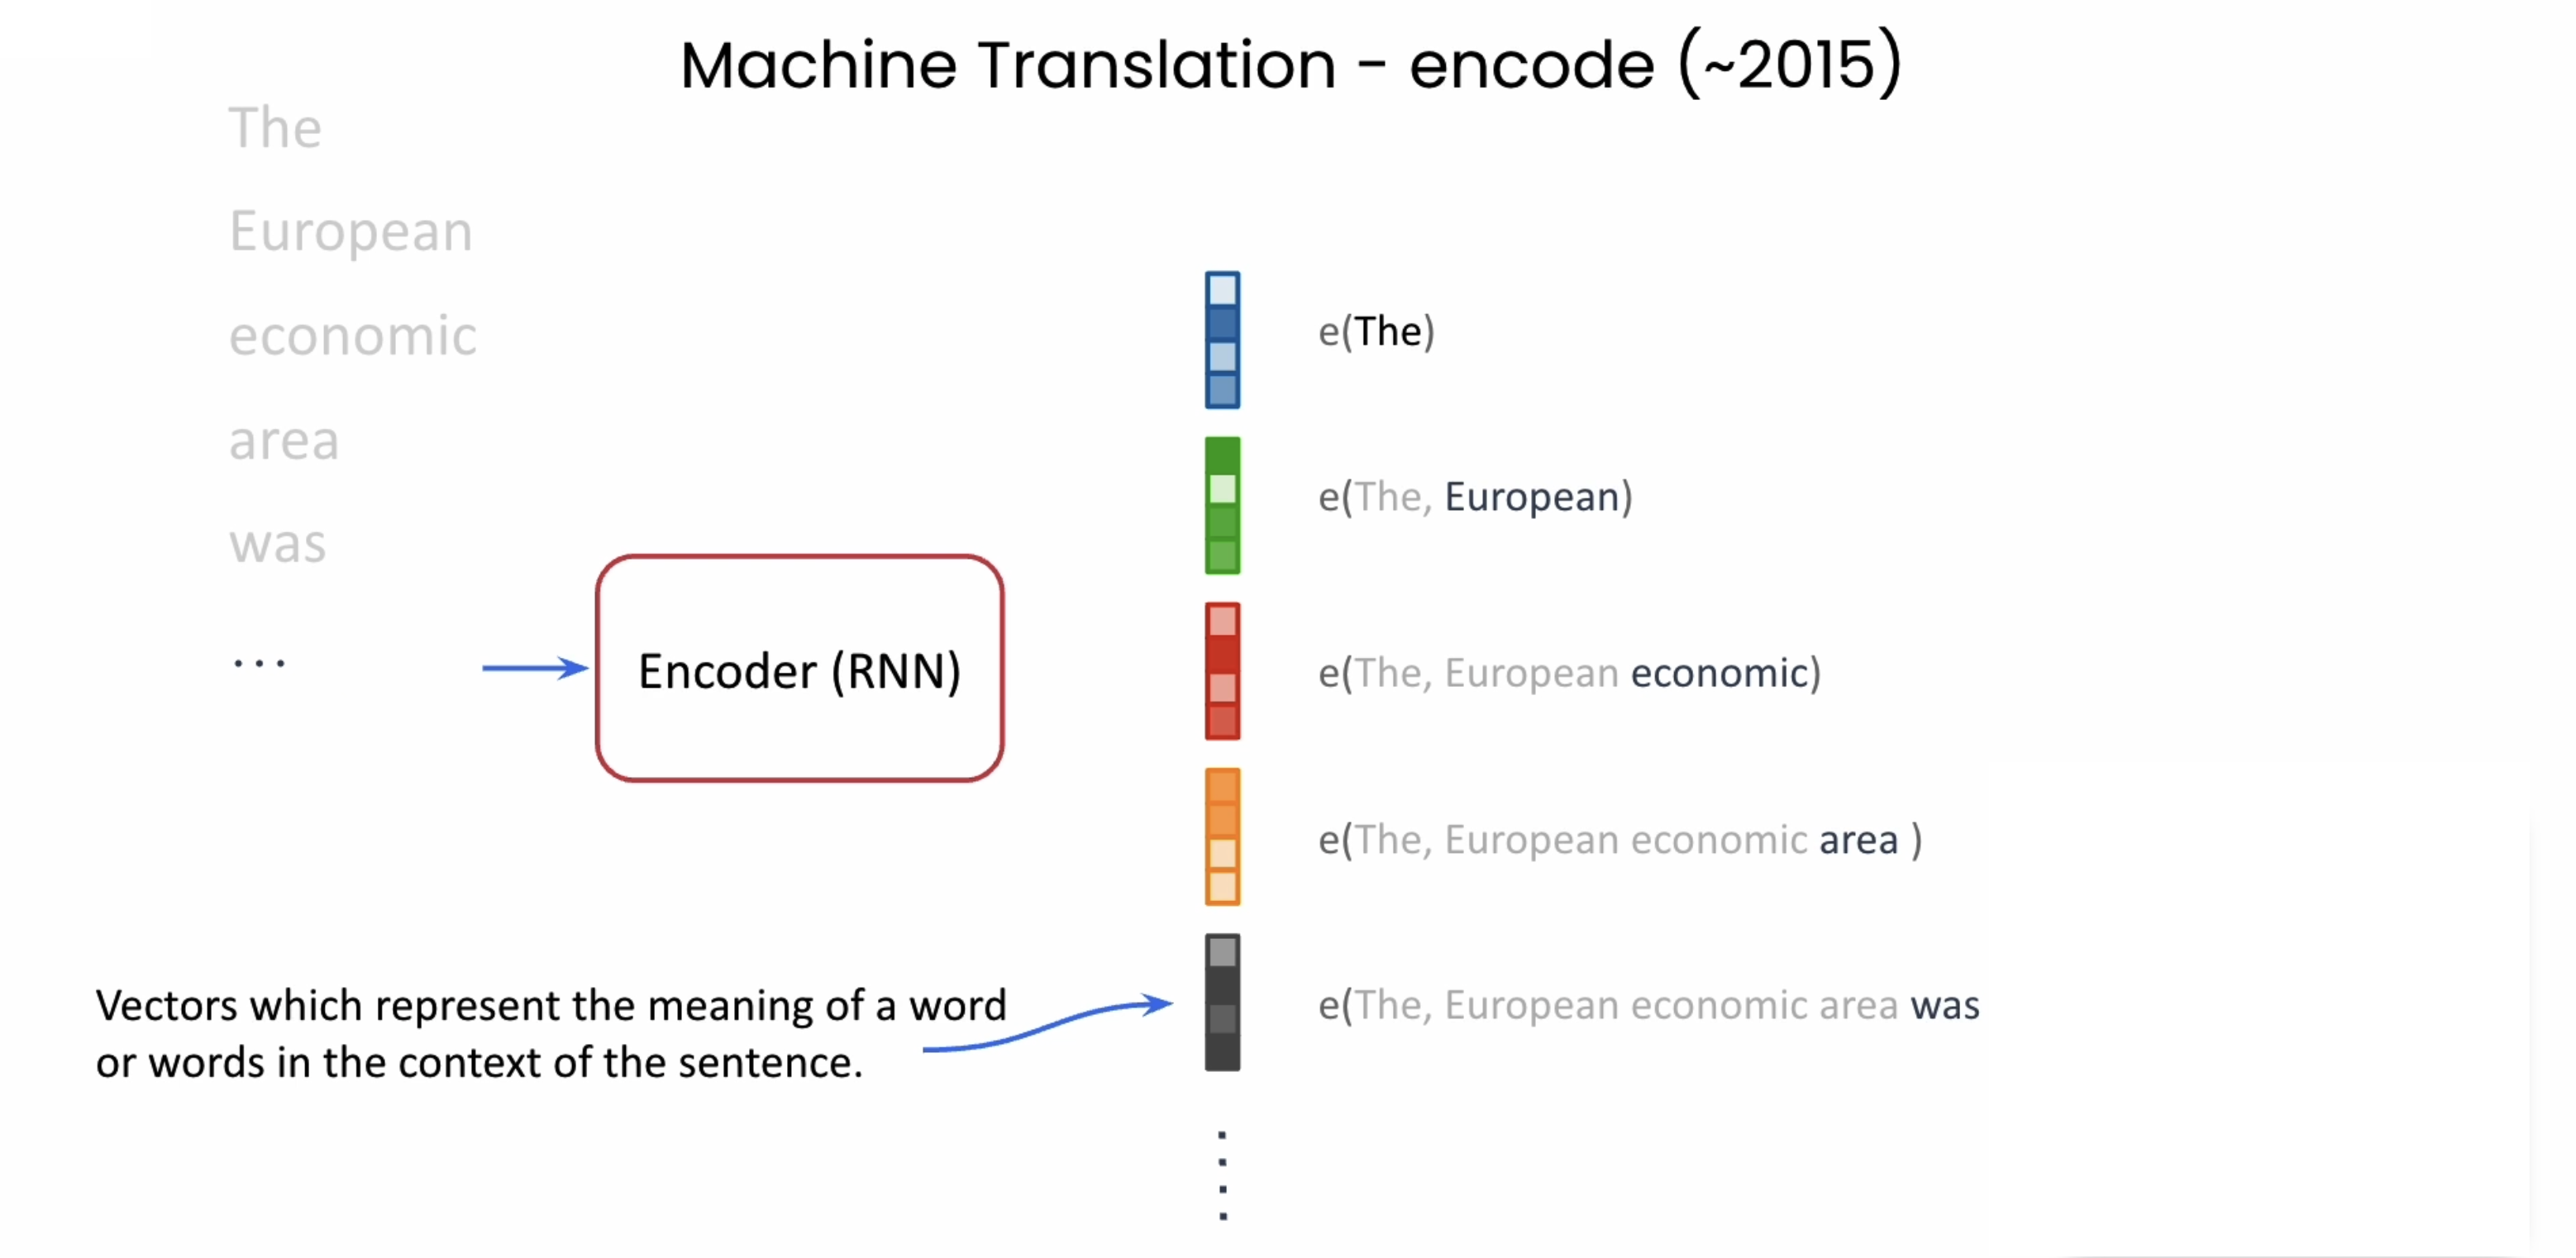 Machine Translation - encode (~2015)
The
European
economic
area
was
...
Encoder (RNN)
e(The)
e(The, European)
e(The, European economic)
e(The, European economic area )
e(The, European economic area was
Vectors which represent the meaning of a word
or words in the context of the sentence.